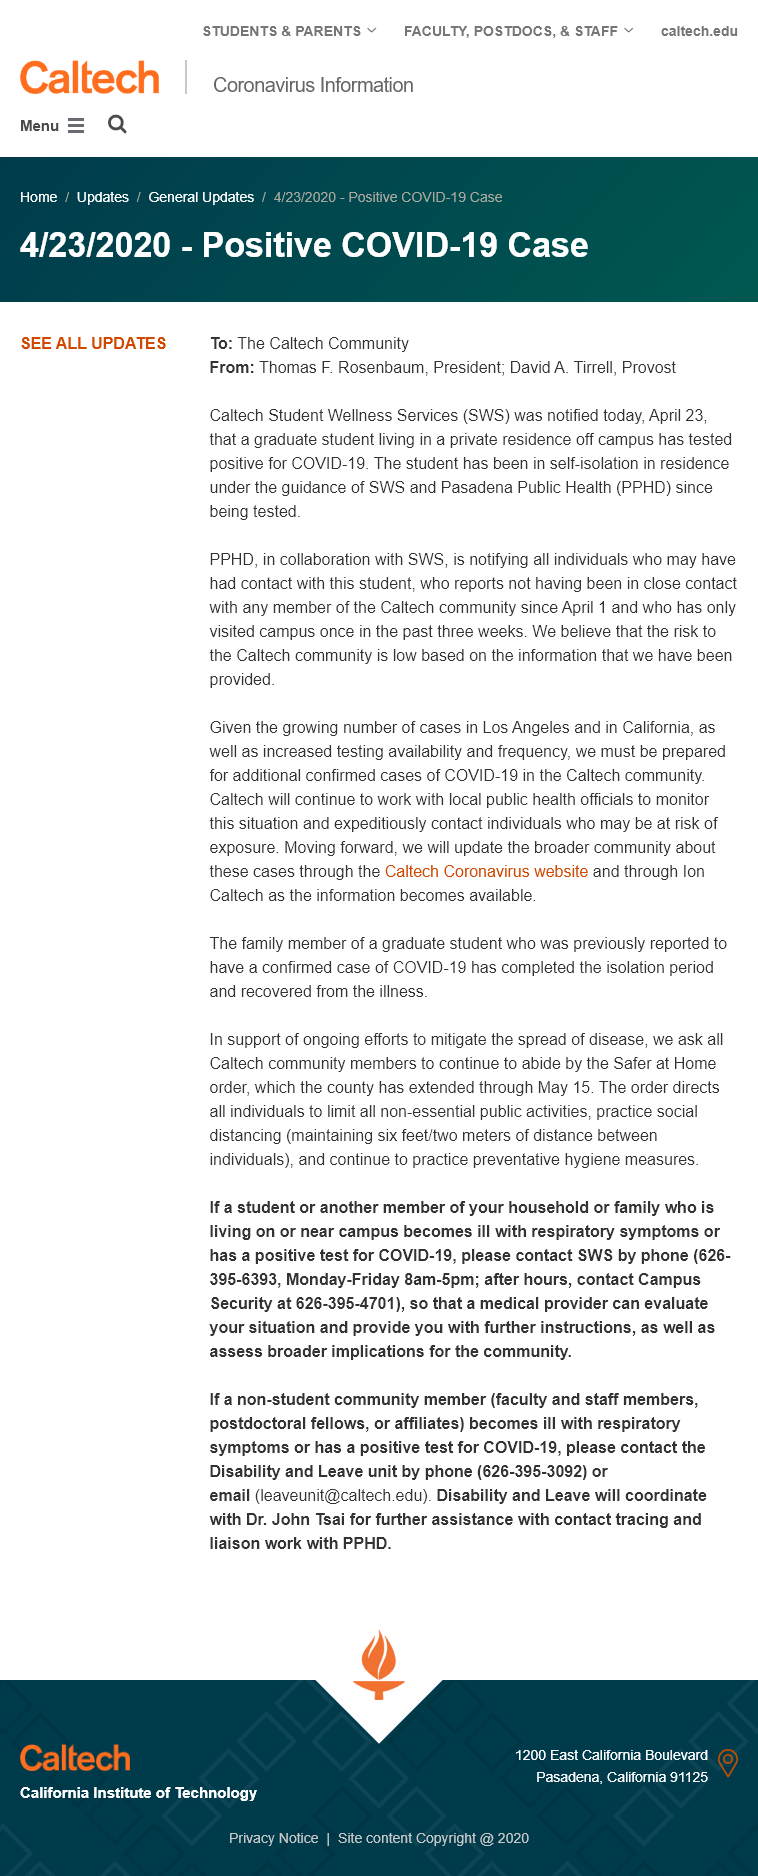 STUDENTS & PARENTS FACULTY, POSTDOCS, & STAFF caltech.edu
Caltech Coronavirus Information
Menu
Home / Updates / General Updates / 4/23/2020 - Positive COVID-19 Case
4/23/2020 - Positive COVID-19 Case
SEE ALL UPDATES
To: The Caltech Community
From: Thomas F. Rosenbaum, President; David A. Tirrell, Provost
Caltech Student Wellness Services (SWS) was notified today, April 23,
that a graduate student living in a private residence off campus has tested
positive for COVID-19. The student has been in self-isolation in residence
under the guidance of SWS and Pasadena Public Health (PPHD) since
being tested.
PPHD, in collaboration with SWS, is notifying all individuals who may have
had contact with this student, who reports not having been in close contact
with any member of the Caltech community since April 1 and who has only
visited campus once in the past three weeks. We believe that the risk to
the Caltech community is low based on the information that we have been
provided.
Given the growing number of cases in Los Angeles and in California, as
well as increased testing availability and frequency, we must be prepared
for additional confirmed cases of COVID-19 in the Caltech community.
Caltech will continue to work with local public health officials to monitor
this situation and expeditiously contact individuals who may be at risk of
exposure. Moving forward, we will update the broader community about
these cases through the Caltech Coronavirus website and through Ion
Caltech as the information becomes available.
The family member of a graduate student who was previously reported to
have a confirmed case of COVID-19 has completed the isolation period
and recovered from the illness.
In support of ongoing efforts to mitigate the spread of disease, we ask all
Caltech community members to continue to abide by the Safer at Home
order, which the county has extended through May 15. The order directs
all individuals to limit all non-essential public activities, practice social
distancing (maintaining six feet/two meters of distance between
individuals), and continue to practice preventative hygiene measures.
If a student or another member of your household or family who is
living on or near campus becomes ill with respiratory symptoms or
has a positive test for COVID-19, please contact SWS by phone (626-
395-6393, Monday-Friday 8am-5pm; after hours, contact Campus
Security at 626-395-4701), so that a medical provider can evaluate
your situation and provide you with further instructions, as well as
assess broader implications for the community.
If a non-student community member (faculty and staff members,
postdoctoral fellows, or affiliates) becomes ill with respiratory
symptoms or has a positive test for COVID-19, please contact the
Disability and Leave unit by phone (626-395-3092) or
email (leaveunit@caltech.edu). Disability and Leave will coordinate
with Dr. John Tsai for further assistance with contact tracing and
liaison work with PPHD.
Caltech
California Institute of Technology
1200 East California Boulevard
Pasadena, California 91125
Privacy Notice | Site content Copyright @ 2020